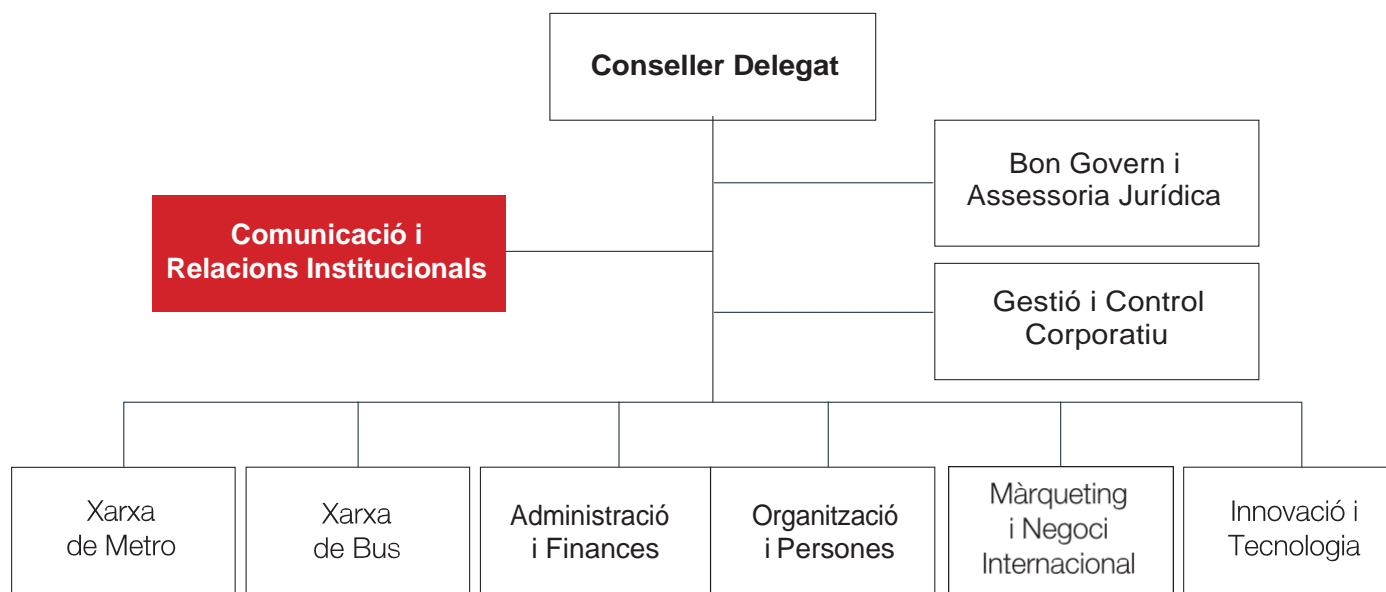 Conseller Delegat
Bon Govern i
Assessoria Jurídica
Comunicació i
Relacions Institucionals
Gestió i Control
Corporatiu
Xarxa
de Metro
Xarxa
de Bus
Administració
i Finances
Organització
i Persones
Màrqueting
i Negoci
Internacional
Innovació i
Tecnologia